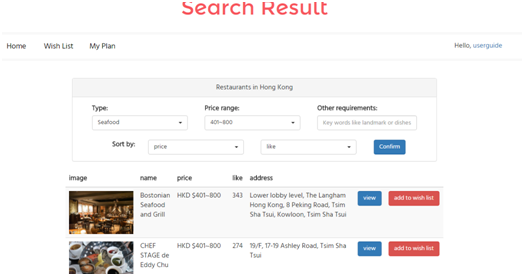 Search Result
Home Wish List My Plan Hello, userguide
Restaurants in Hong Kong
Type: Price range: Other requirements:
Seafood 401~800 Key words like landmark or dishes
Sort by: price like Confirm
image name price like address
Bostonian Seafood and Grill HKD $401~800 343 Lower lobby level, The Langham Hong Kong, 8 Peking Road, Tsim Sha Tsui, Kowloon, Tsim Sha Tsui view add to wish list
CHEF STAGE de Eddy Chu HKD $401~800 274 19/F, 17-19 Ashley Road, Tsim Sha Tsui view add to wish list